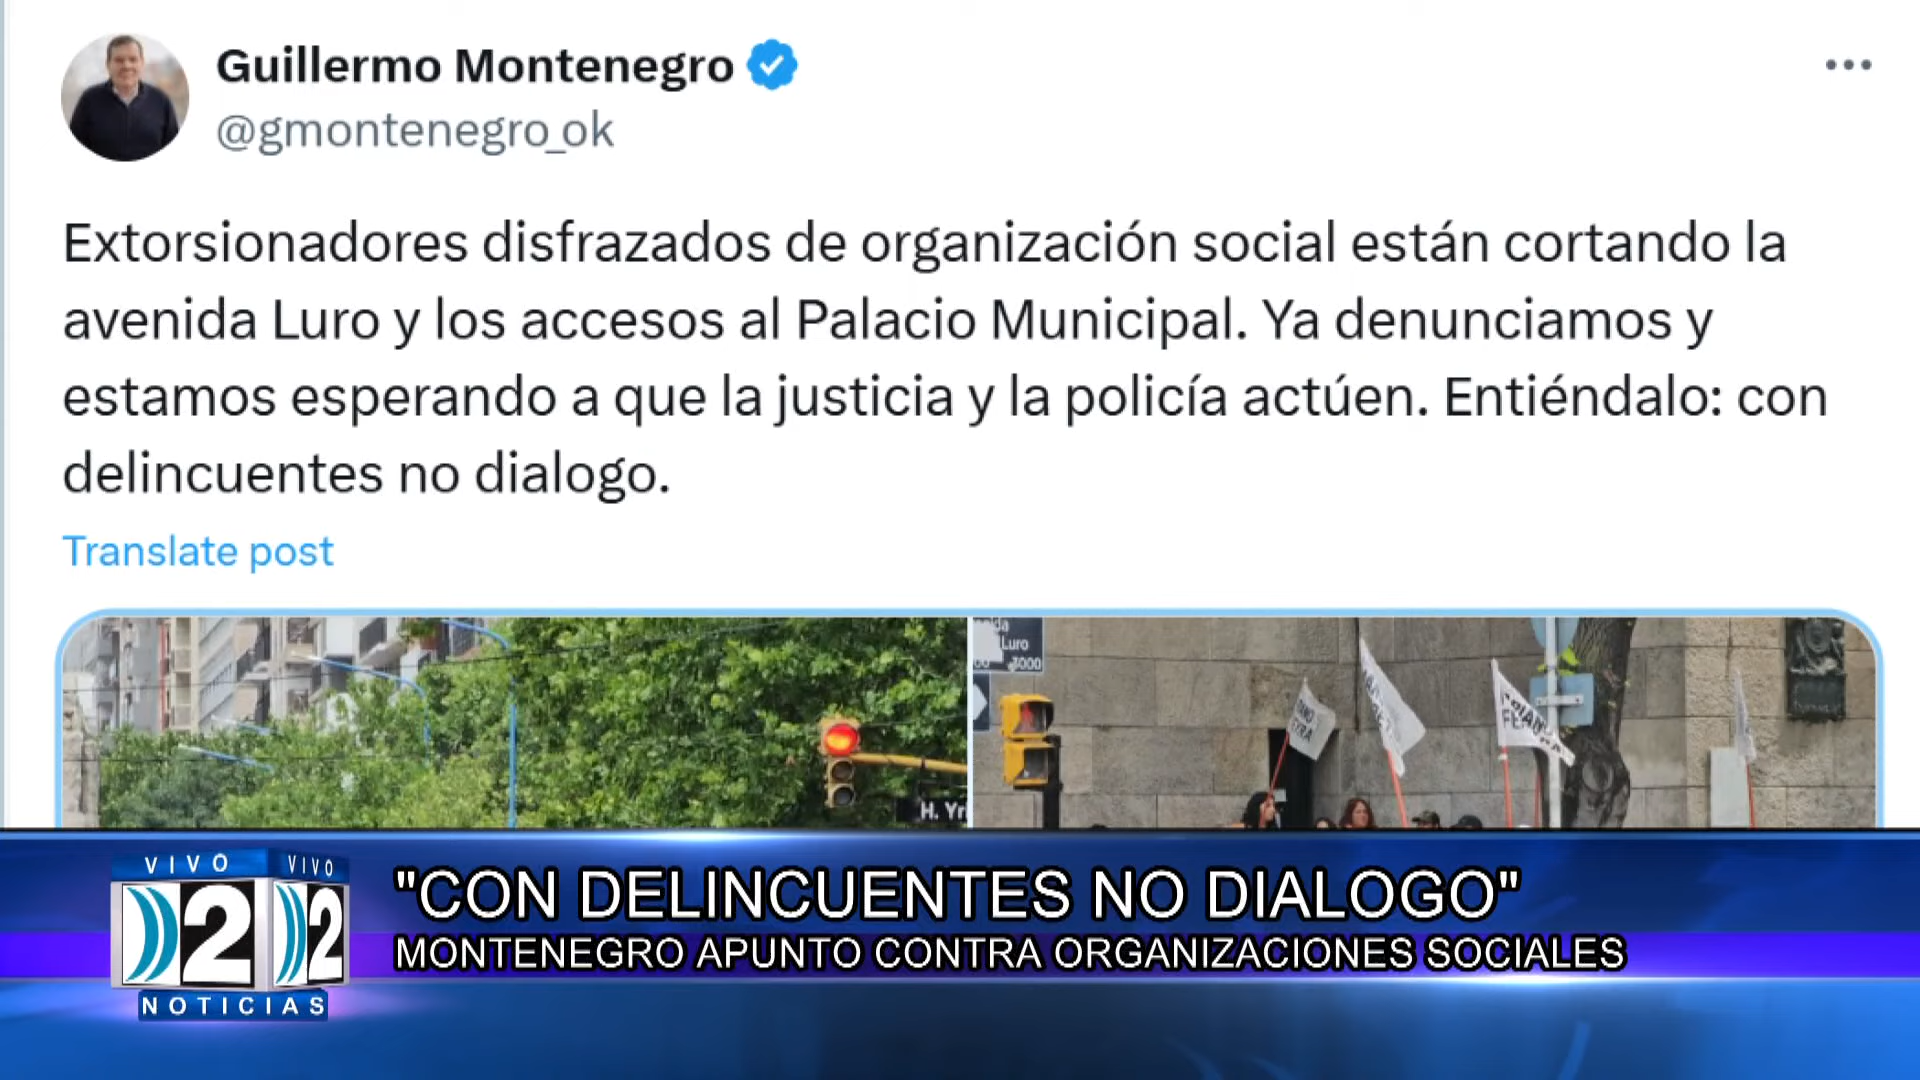 Guillermo Montenegro
@gmontenegro_ok
Extorsionadores disfrazados de organización social están cortando la
avenida Luro y los accesos al Palacio Municipal. Ya denunciamos y
estamos esperando a que la justicia y la policía actúen. Entiéndalo: con
delincuentes no dialogo.
Translate post
Luro
3000
H. Yri
VIVO VIVO
2 2
NOTICIAS
"CON DELINCUENTES NO DIALOGO"
MONTENEGRO APUNTO CONTRA ORGANIZACIONES SOCIALES